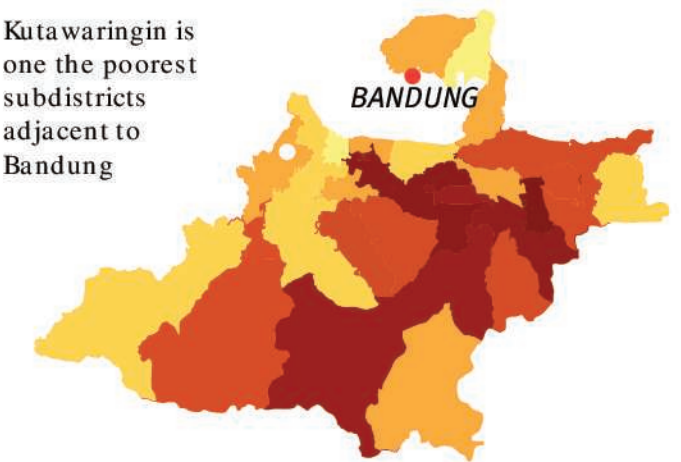 Kutawaringin is
one the poorest
subdistricts
adjacent to
Bandung
BANDUNG